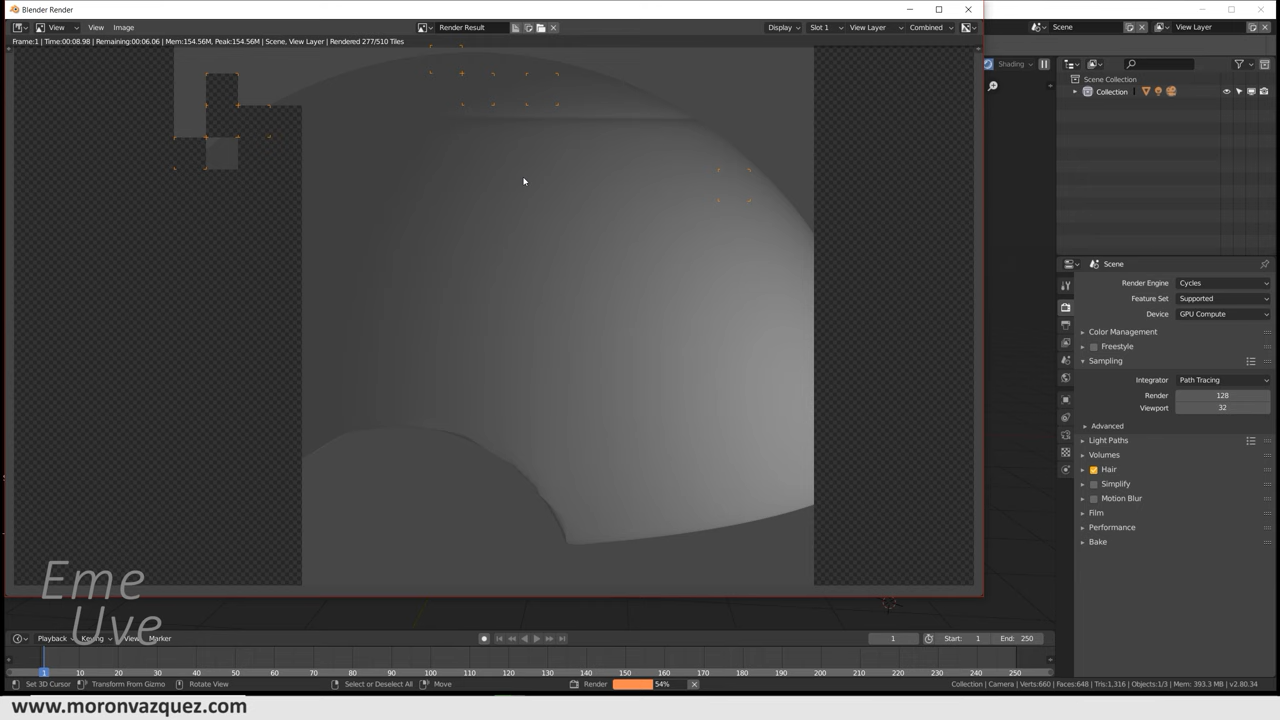 Blender Render
View View Image Render Result Display Slot 1 View Layer Combined Scene View Layer
Frame:1 | Time:00:08.98 | Remaining:00:06.06 | Mem:154.56M, Peak:154.56M | Scene, View Layer | Rendered 277/510 Tiles
Shading
Scene Collection
Collection
Scene
Render Engine Cycles
Feature Set Supported
Device GPU Compute
Color Management
Freestyle
Sampling
Integrator Path Tracing
Render 128
Viewport 32
Advanced
Light Paths
Volumes
Hair
Simplify
Motion Blur
Film
Performance
Bake
Eme
Uve
Playback Keying View Marker 1 Start: 1 End: 250
1 10 20 30 40 50 60 70 80 90 100 110 120 130 140 150 160 170 180 190 200 210 220 230 240 250
Set 3D Cursor Transform From Gizmo Rotate View Select or Deselect All Move Render 54% Collection | Camera | Verts:660 | Faces:648 | Tris:1,316 | Objects:1/3 | Mem: 393.3 MB | v2.80.34
www.moronvazquez.com